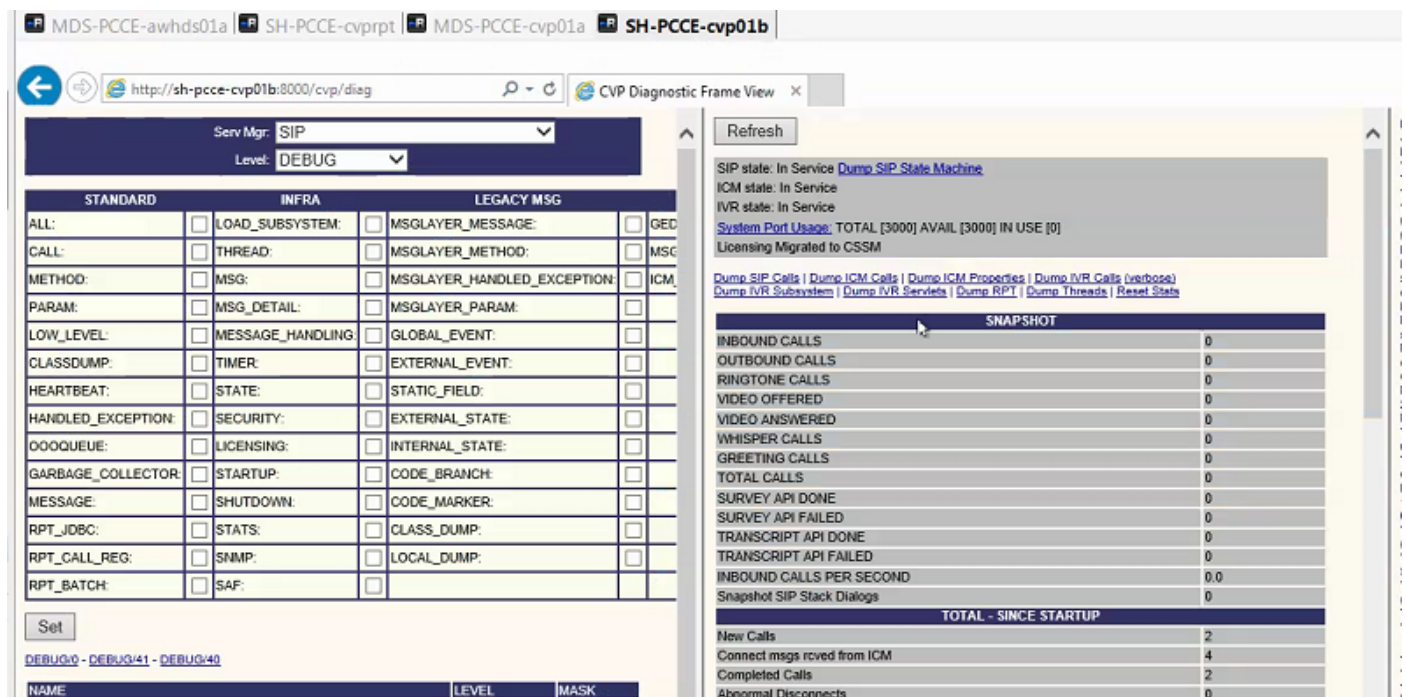 MDS-PCCE-awhds01a SH-PCCE-cvprpt MDS-PCCE-cvp01a SH-PCCE-cvp01b
http://sh-pcce-cvp01b:8000/cvp/diag CVP Diagnostic Frame View
Serv Mgr: SIP
Level: DEBUG
STANDARD INFRA LEGACY MSG
ALL: LOAD_SUBSYSTEM: MSGLAYER_MESSAGE: GED
CALL: THREAD: MSGLAYER_METHOD: MSG
METHOD: MSG: MSGLAYER_HANDLED_EXCEPTION: ICM_
PARAM: MSG_DETAIL: MSGLAYER_PARAM:
LOW_LEVEL: MESSAGE_HANDLING: GLOBAL_EVENT:
CLASSDUMP: TIMER: EXTERNAL_EVENT:
HEARTBEAT: STATE: STATIC_FIELD:
HANDLED_EXCEPTION: SECURITY: EXTERNAL_STATE:
OOOQUEUE: LICENSING: INTERNAL_STATE:
GARBAGE_COLLECTOR: STARTUP: CODE_BRANCH:
MESSAGE: SHUTDOWN: CODE_MARKER:
RPT_JDBC: STATS: CLASS_DUMP:
RPT_CALL_REG: SNMP: LOCAL_DUMP:
RPT_BATCH: SAF:
Set
DEBUG/0 - DEBUG/41 - DEBUG/40
NAME LEVEL MASK
Refresh
SIP state: In Service Dump SIP State Machine
ICM state: In Service
IVR state: In Service
System Port Usage: TOTAL [3000] AVAIL [3000] IN USE [0]
Licensing Migrated to CSSM
Dump SIP Calls | Dump ICM Calls | Dump ICM Properties | Dump IVR Calls (verbose)
Dump IVR Subsystem | Dump IVR Servlets | Dump RPT | Dump Threads | Reset Stats
SNAPSHOT
INBOUND CALLS 0
OUTBOUND CALLS 0
RINGTONE CALLS 0
VIDEO OFFERED 0
VIDEO ANSWERED 0
WHISPER CALLS 0
GREETING CALLS 0
TOTAL CALLS 0
SURVEY API DONE 0
SURVEY API FAILED 0
TRANSCRIPT API DONE 0
TRANSCRIPT API FAILED 0
INBOUND CALLS PER SECOND 0.0
Snapshot SIP Stack Dialogs 0
TOTAL - SINCE STARTUP
New Calls 2
Connect msgs rcved from ICM 4
Completed Calls 2
Abnormal Disconnects 0